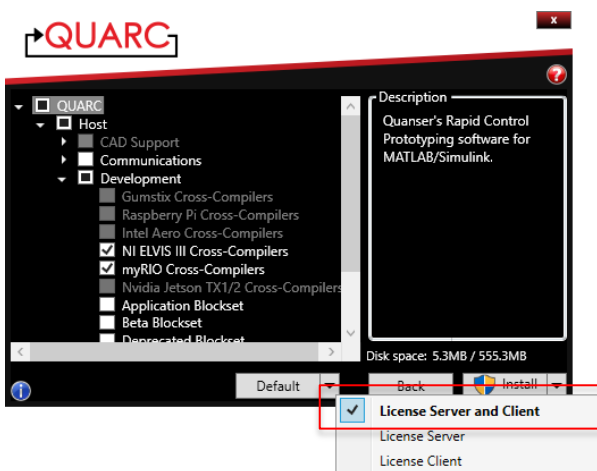 QUARC
x
?
QUARC
Host
CAD Support
Communications
Development
Gumstix Cross-Compilers
Raspberry Pi Cross-Compilers
Intel Aero Cross-Compilers
NI ELVIS III Cross-Compilers
myRIO Cross-Compilers
Nvidia Jetson TX1/2 Cross-Compilers
Application Blockset
Beta Blockset
Deprecated Blockset
Description
Quanser's Rapid Control
Prototyping software for
MATLAB/Simulink.
Disk space: 5.3MB / 555.3MB
i
Default
Back
Install
License Server and Client
License Server
License Client